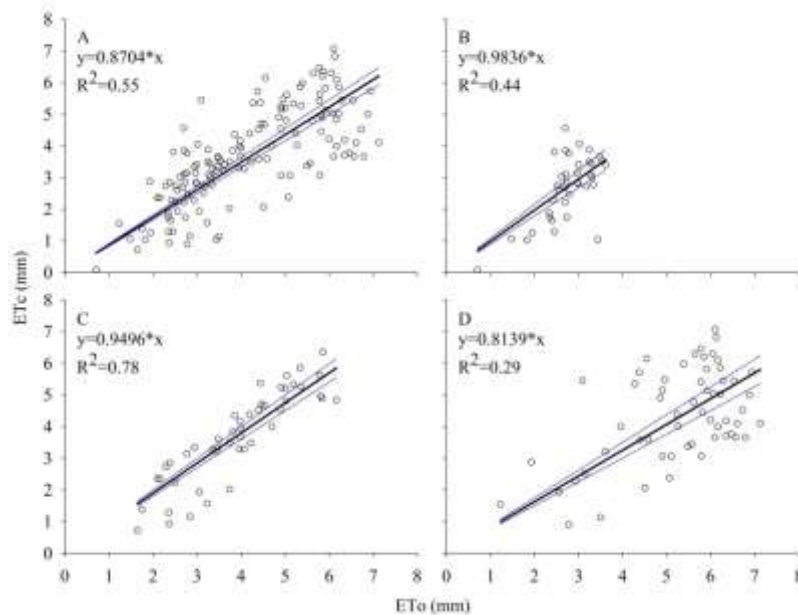 A
y=0.8704*x
R²=0.55
B
y=0.9836*x
R²=0.44
8
7
6
5
4
3
2
1
0
C
y=0.9496*x
R²=0.78
D
y=0.8139*x
R²=0.29
8
7
6
5
4
3
2
1
0
ETc (mm)
0 1 2 3 4 5 6 7 1 2 3 4 5 6 7 8
ETo (mm)